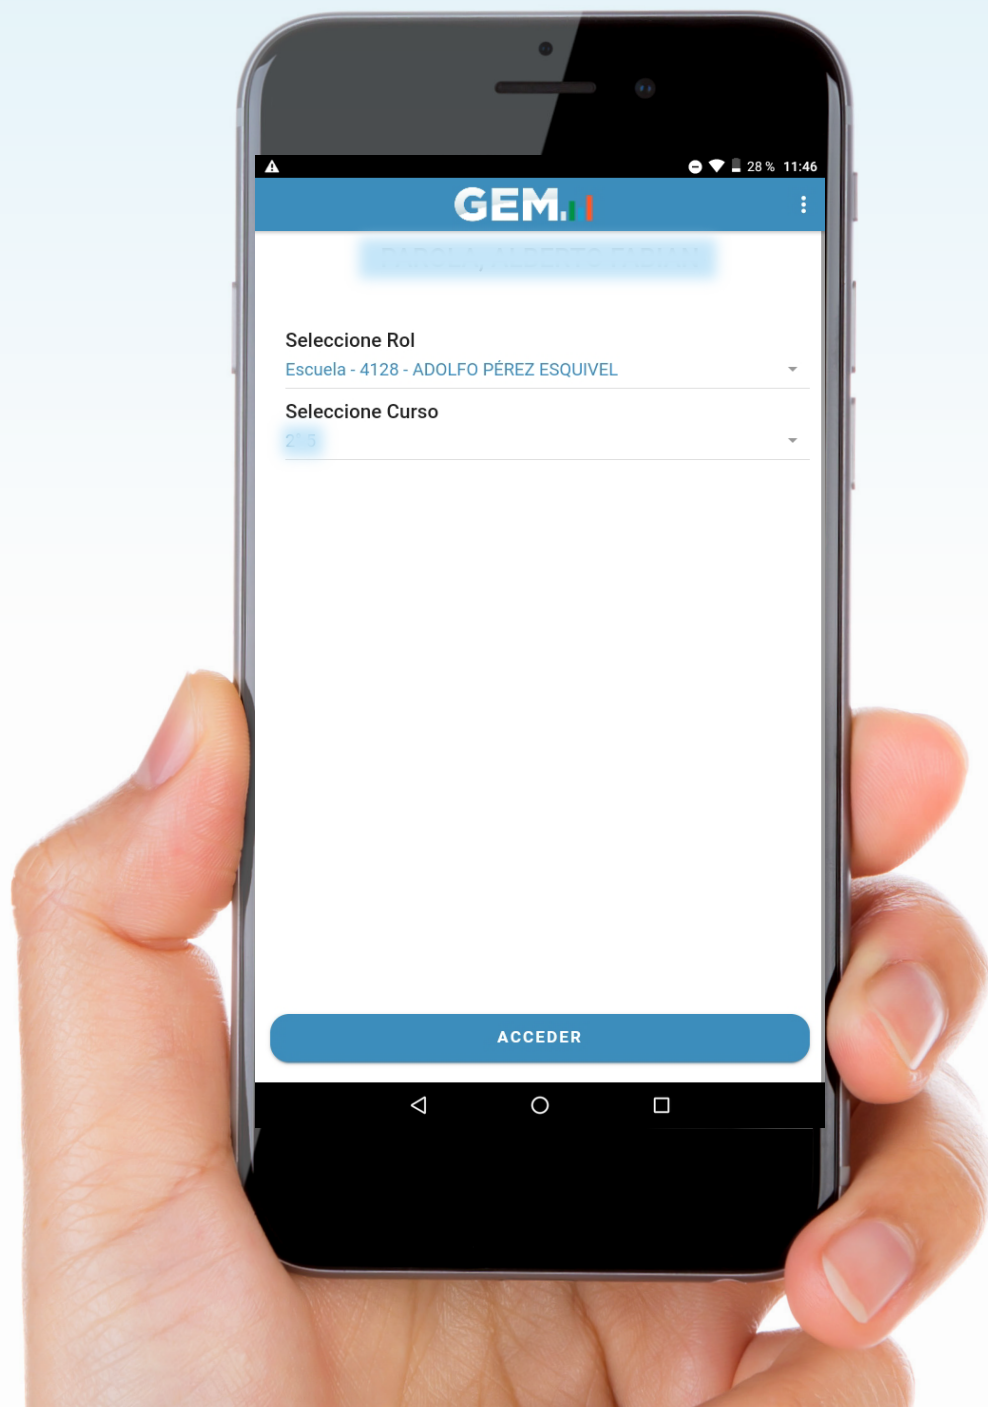 28 % 11:46
GEM
Seleccione Rol
Escuela - 4128 - ADOLFO PÉREZ ESQUIVEL
Seleccione Curso
ACCEDER